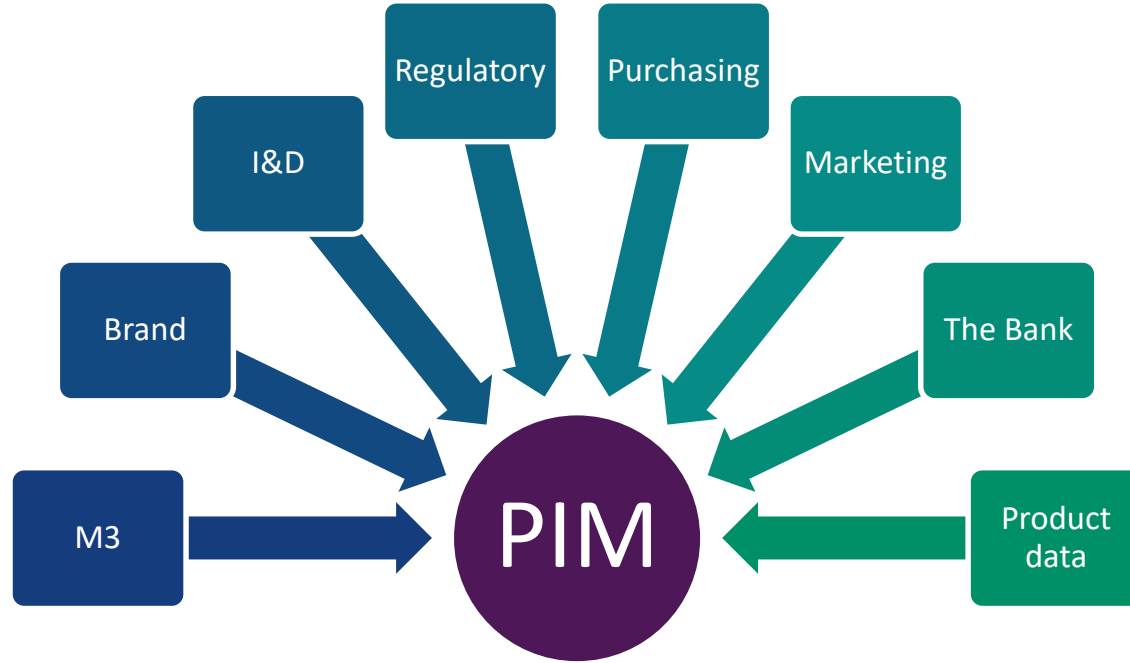 Regulatory
Purchasing
I&D
Marketing
Brand
The Bank
M3
PIM
Product
data